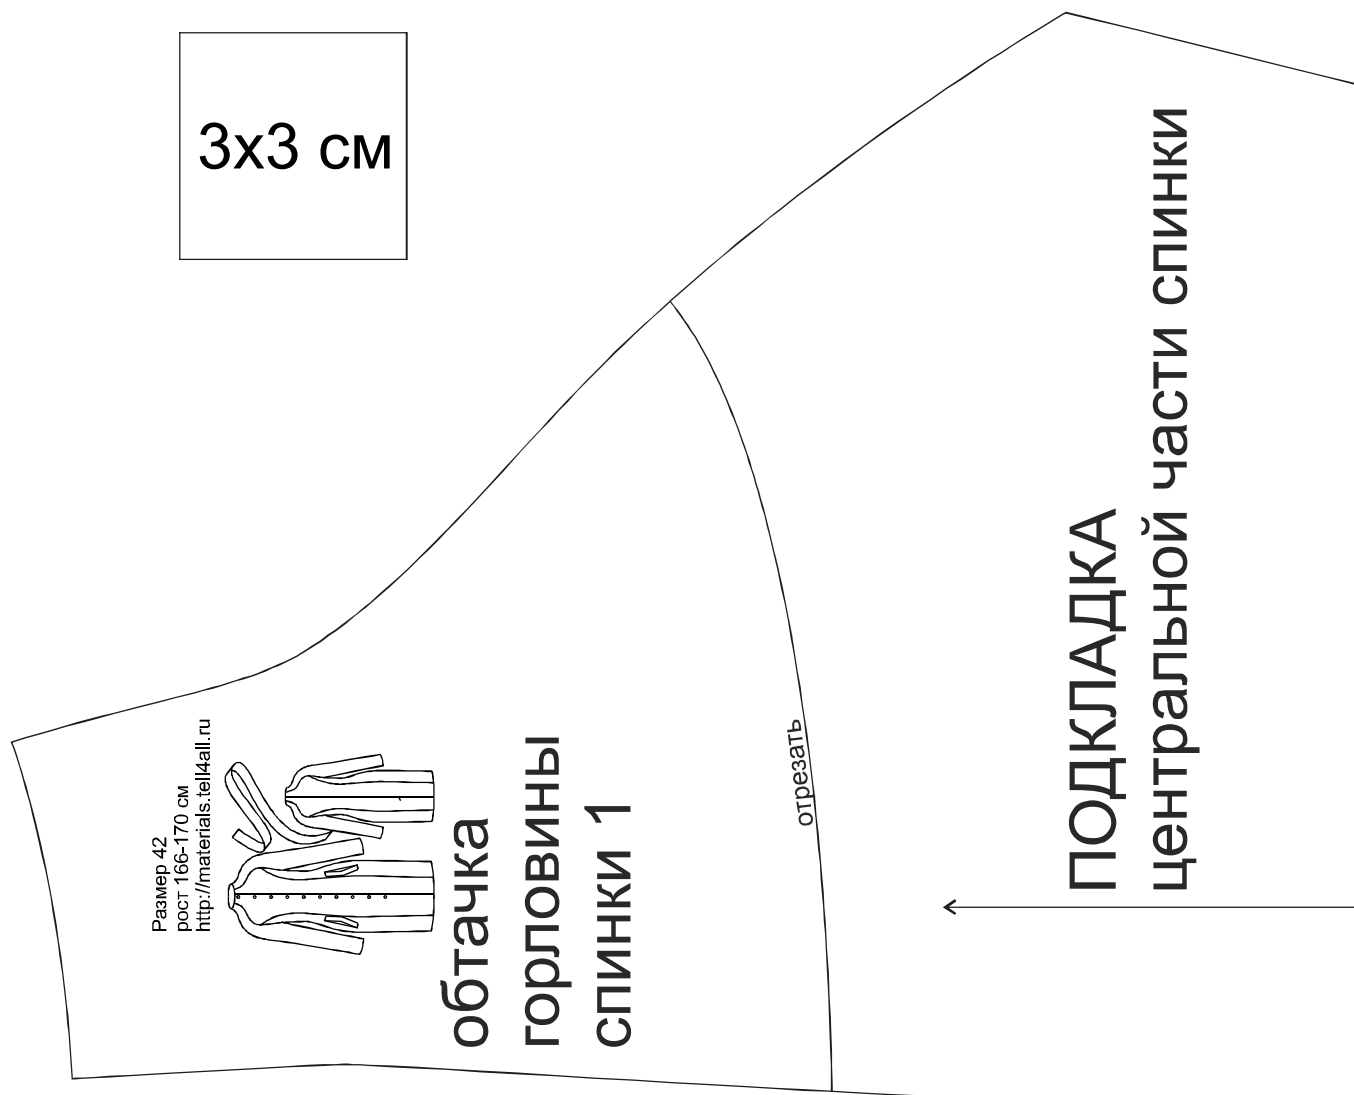 3х3 см
Размер 42
рост 166-170 см
http://materials.tell4all.ru
обтачка
горловины
спинки 1
отрезать
ПОДКЛАДКА
центральной части спинки